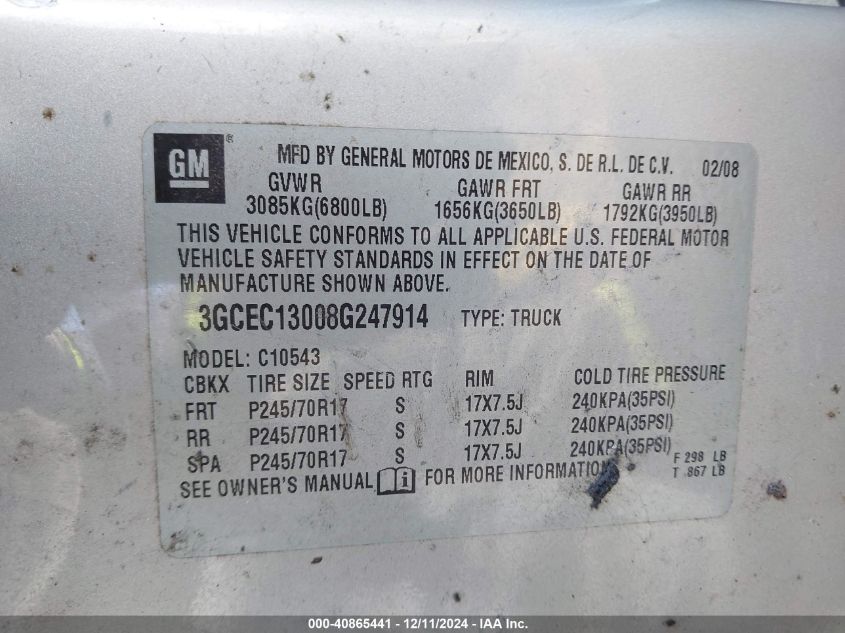 GM®
MFD BY GENERAL MOTORS DE MEXICO, S. DE R.L. DE C.V. 02/08
GVWR GAWR FRT GAWR RR
3085KG(6800LB) 1656KG(3650LB) 1792KG(3950LB)
THIS VEHICLE CONFORMS TO ALL APPLICABLE U.S. FEDERAL MOTOR
VEHICLE SAFETY STANDARDS IN EFFECT ON THE DATE OF
MANUFACTURE SHOWN ABOVE.
3GCEC13008G247914 TYPE: TRUCK
MODEL: C10543
CBKX TIRE SIZE SPEED RTG RIM COLD TIRE PRESSURE
FRT P245/70R17 S 17X7.5J 240KPA(35PSI)
RR P245/70R17 S 17X7.5J 240KPA(35PSI)
SPA P245/70R17 S 17X7.5J 240KPA(35PSI)
F 298 LB
T 867 LB
SEE OWNER'S MANUAL FOR MORE INFORMATION
000-40865441 - 12/11/2024 - IAA Inc.